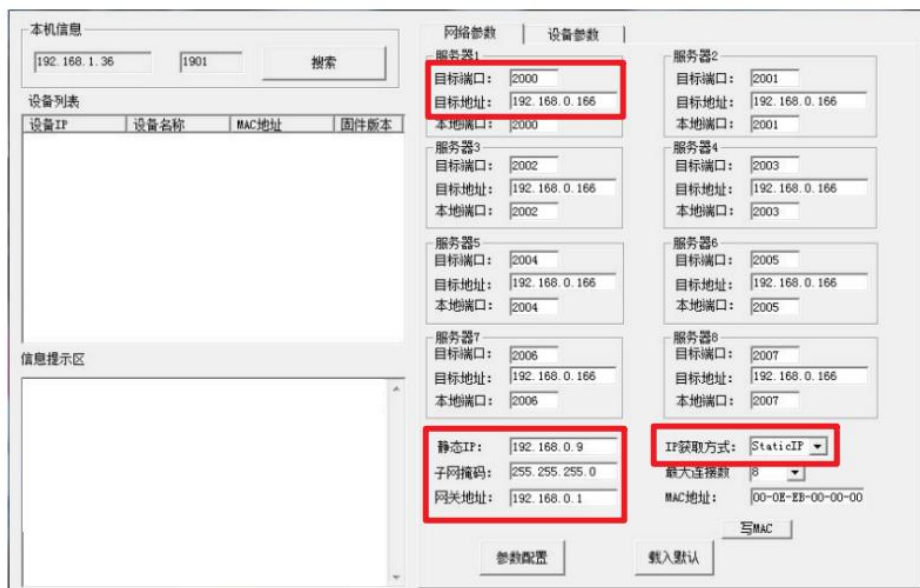 本机信息
192.168.1.36
1901
搜索
设备列表
设备IP 设备名称 MAC地址 固件版本
信息提示区
网络参数 设备参数
服务器1
目标端口: 2000
目标地址: 192.168.0.166
本地端口: 2000
服务器2
目标端口: 2001
目标地址: 192.168.0.166
本地端口: 2001
服务器3
目标端口: 2002
目标地址: 192.168.0.166
本地端口: 2002
服务器4
目标端口: 2003
目标地址: 192.168.0.166
本地端口: 2003
服务器5
目标端口: 2004
目标地址: 192.168.0.166
本地端口: 2004
服务器6
目标端口: 2005
目标地址: 192.168.0.166
本地端口: 2005
服务器7
目标端口: 2006
目标地址: 192.168.0.166
本地端口: 2006
服务器8
目标端口: 2007
目标地址: 192.168.0.166
本地端口: 2007
静态IP: 192.168.0.9
子网掩码: 255.255.255.0
网关地址: 192.168.0.1
IP获取方式: StaticIP
最大连接数 8
MAC地址: 00-0E-EB-00-00-00
写MAC
参数配置
载入默认